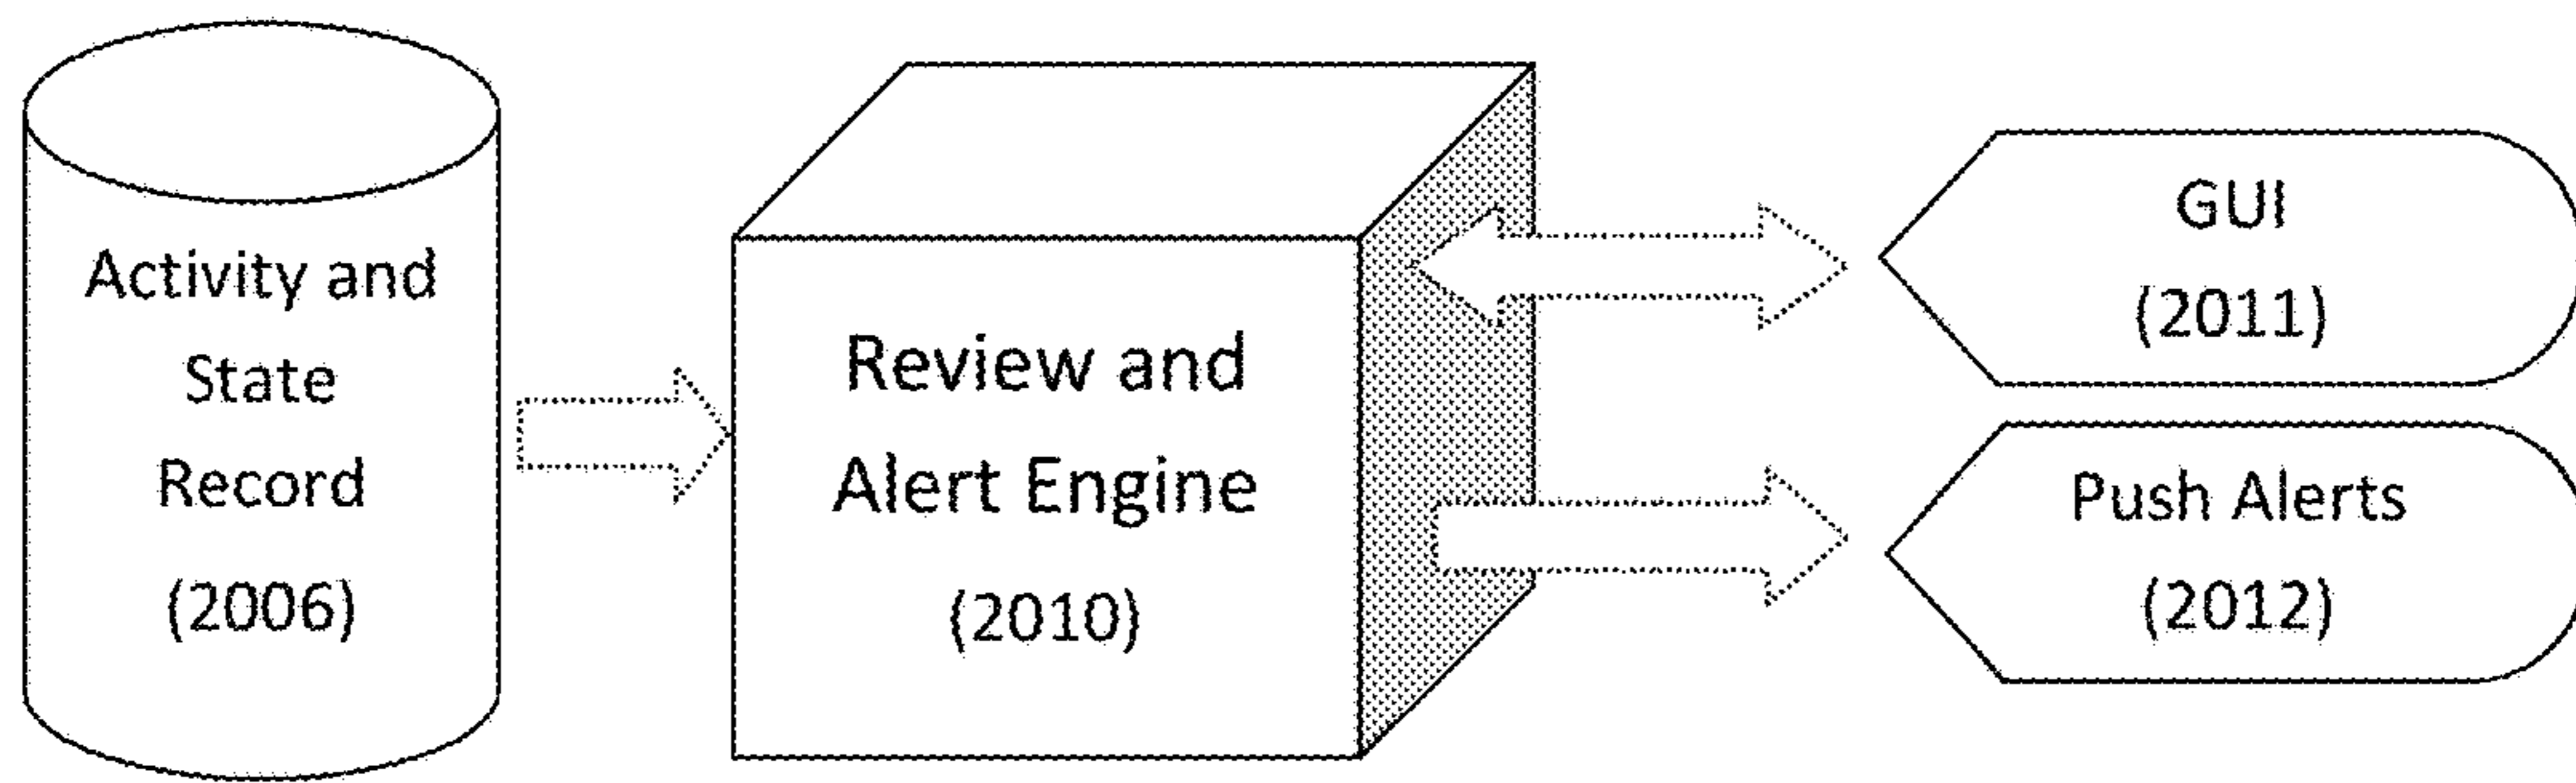 Activity and
State
Record
(2006)
Review and
Alert Engine
(2010)
GUI
(2011)
Push Alerts
(2012)